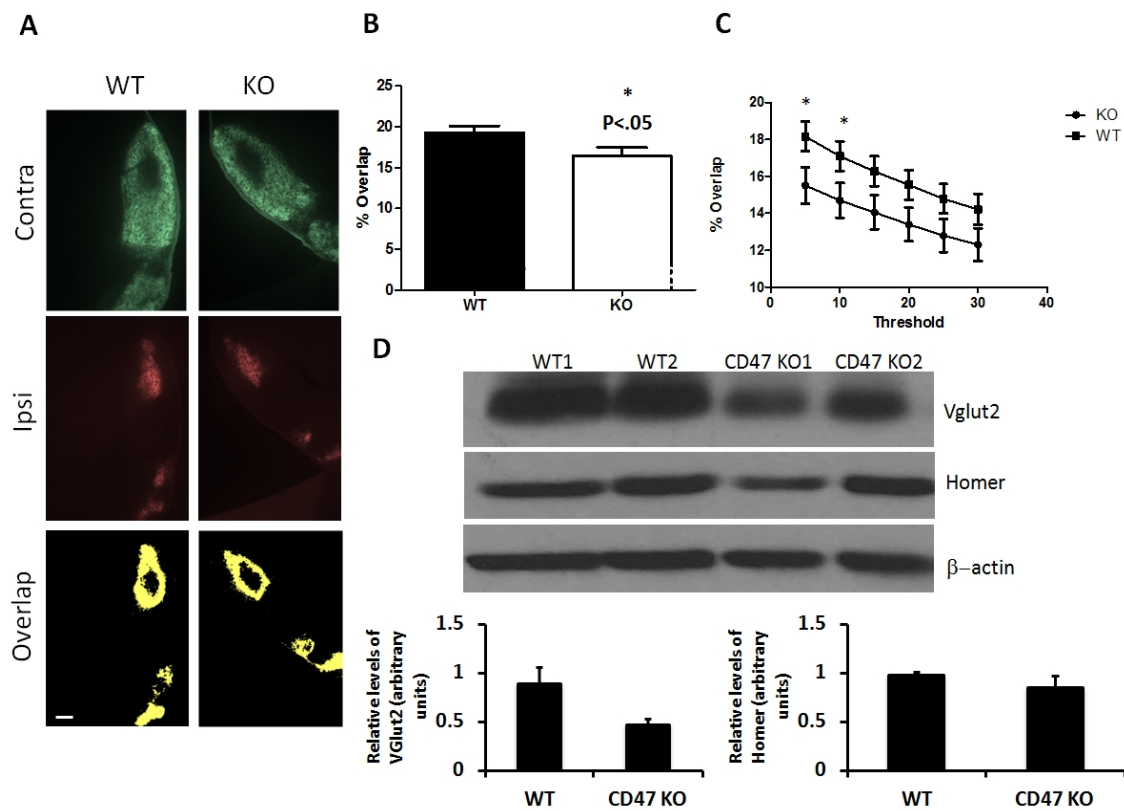 A
WT
KO
Contra
Ipsi
Overlap
B
% Overlap
25
20
15
10
5
0
*
P<.05
WT
KO
C
% Overlap
20
18
16
14
12
10
*
*
0
10
20
30
40
Threshold
KO
WT
D
WT1
WT2
CD47 KO1
CD47 KO2
Vglut2
Homer
β−actin
Relative levels of
VGlut2 (arbitrary
units)
1.5
1
0.5
0
WT
CD47 KO
Relative levels of
Homer (arbitrary
units)
1.5
1
0.5
0
WT
CD47 KO